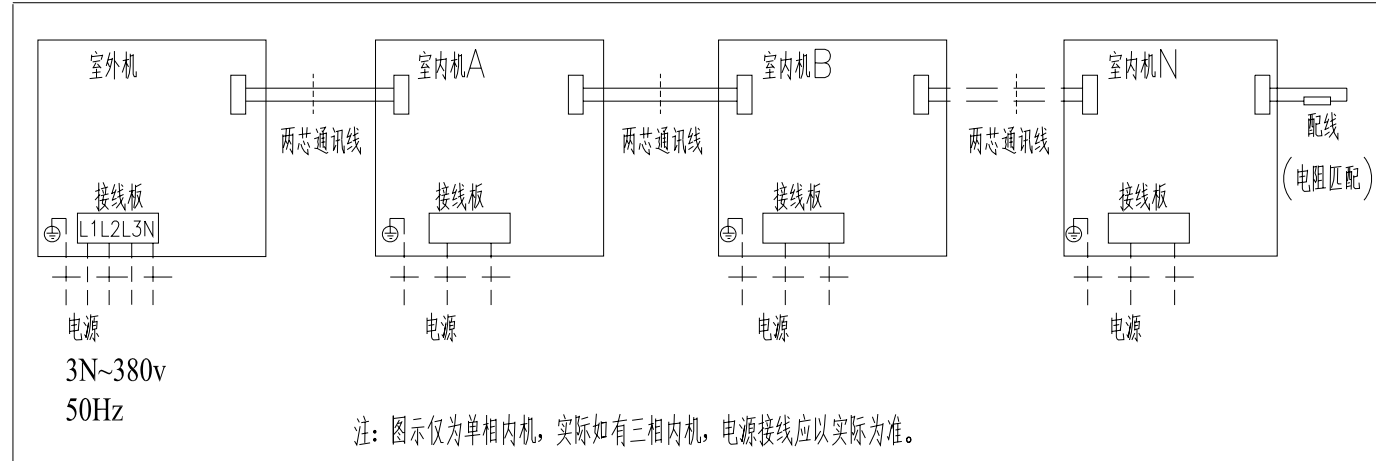 室外机
室内机A
室内机B
室内机N
两芯通讯线
两芯通讯线
两芯通讯线
配线
(电阻匹配)
接线板
接线板
接线板
接线板
L1L2L3N
电源
电源
电源
电源
3N~380v
50Hz
注：图示仅为单相内机，实际如有三相内机，电源接线应以实际为准。